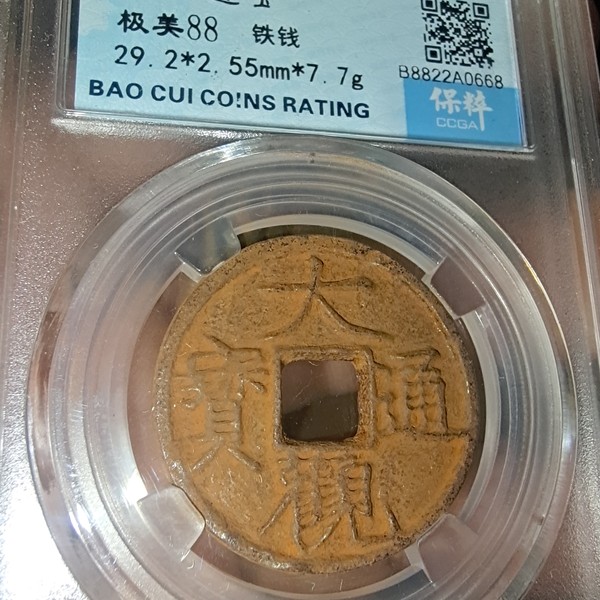 极美88 铁钱
29.2*2.55mm*7.7g
B8822A0668
BAO CUI COINS RATING
保粹
CCGA
大
寶 通
觀